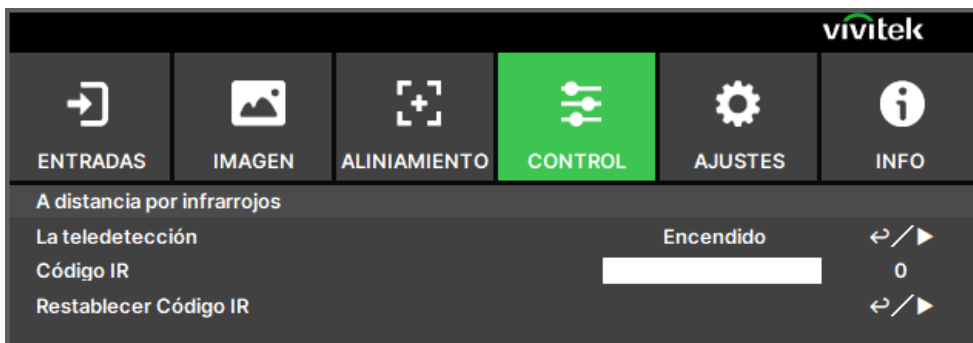 vivitek
ENTRADAS IMAGEN ALINIAMIENTO CONTROL AJUSTES INFO
A distancia por infrarrojos
La teledetección Encendido
Código IR 0
Restablecer Código IR